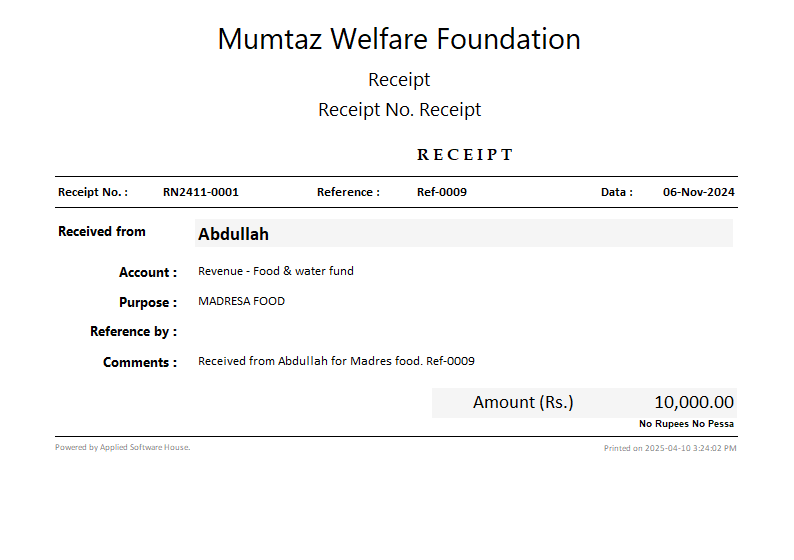 Mumtaz Welfare Foundation
Receipt
Receipt No. Receipt
RECEIPT
Receipt No. : RN2411-0001 Reference : Ref-0009 Data : 06-Nov-2024
Received from Abdullah
Account : Revenue - Food & water fund
Purpose : MADRESA FOOD
Reference by :
Comments : Received from Abdullah for Madres food. Ref-0009
Amount (Rs.) 10,000.00
No Rupees No Pessa
Powered by Applied Software House. Printed on 2025-04-10 3:24:02 PM